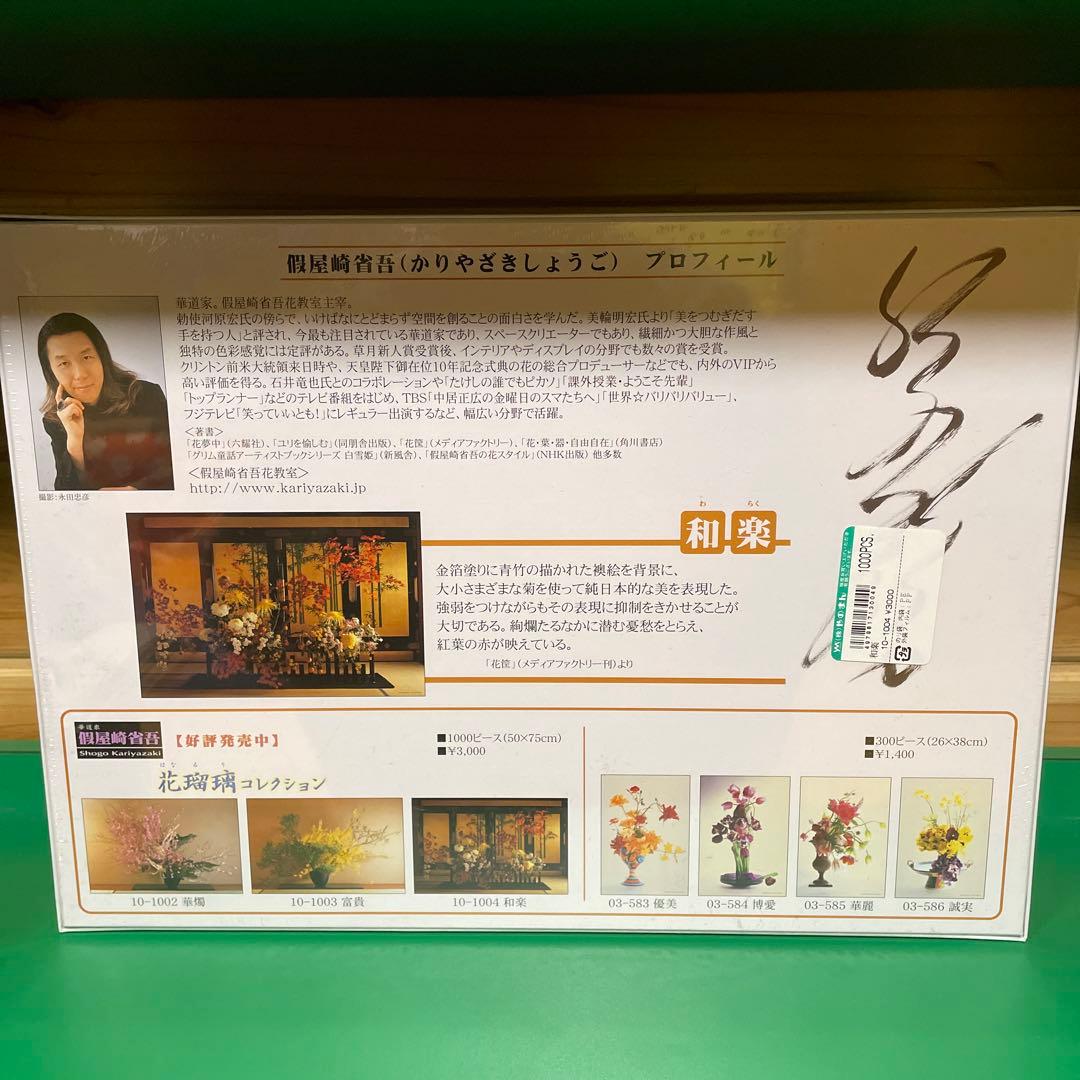 假屋崎省吾(かりやざきしょうご) プロフィール
華道家。假屋崎省吾花教室主宰。
勅使河原宏氏の傍らで、いけばなにとどまらず空間を創ることの面白さを学んだ。美輪明宏氏より「美をつむぎだす
手を持つ人」と評され、今最も注目されている華道家であり、スペースクリエーターでもあり、繊細かつ大胆な作風と
独特の色彩感覚には定評がある。草月新人賞受賞後、インテリアやディスプレイの分野でも数々の賞を受賞。
クリントン前米大統領来日時や、天皇陛下御在位10年記念式典の花の総合プロデューサーなどでも、内外のVIPから
高い評価を得る。石井竜也氏とのコラボレーションや「たけしの誰でもピカソ」「課外授業・ようこそ先輩」
「トップランナー」などのテレビ番組をはじめ、TBS「中居正広の金曜日のスマたちへ」「世界☆バリバリバリュー」、
フジテレビ「笑っていいとも!」にレギュラー出演するなど、幅広い分野で活躍。
<著書>
「花夢中」(六耀社)、「ユリを愉しむ」(同朋舎出版)、「花筐」(メディアファクトリー)、「花・葉・器・自由自在」(角川書店)
「グリム童話アーティストブックシリーズ 白雪姫」(新風舎)、「假屋崎省吾の花スタイル」(NHK出版) 他多数
<假屋崎省吾花教室>
http://www.kariyazaki.jp
撮影:永田忠彦
わ らく
和楽
金箔塗りに青竹の描かれた襖絵を背景に、
大小さまざまな菊を使って純日本的な美を表現した。
強弱をつけながらもその表現に抑制をきかせることが
大切である。絢爛たるなかに潜む憂愁をとらえ、
紅葉の赤が映えている。
「花筐」(メディアファクトリー刊)より
1000PCS.
(株)やのまん
4979817130049
和楽
10-1004 ¥3000
のり袋・内袋:PE
外装フィルム:PP
プラ
華道家
假屋崎省吾
Shogo Kariyazaki
【好評発売中】
はなるり
花瑠璃コレクション
■1000ピース(50×75cm)
■¥3,000
10-1002 華燭
10-1003 富貴
10-1004 和楽
■300ピース(26×38cm)
■¥1,400
03-583 優美
03-584 博愛
03-585 華麗
03-586 誠実